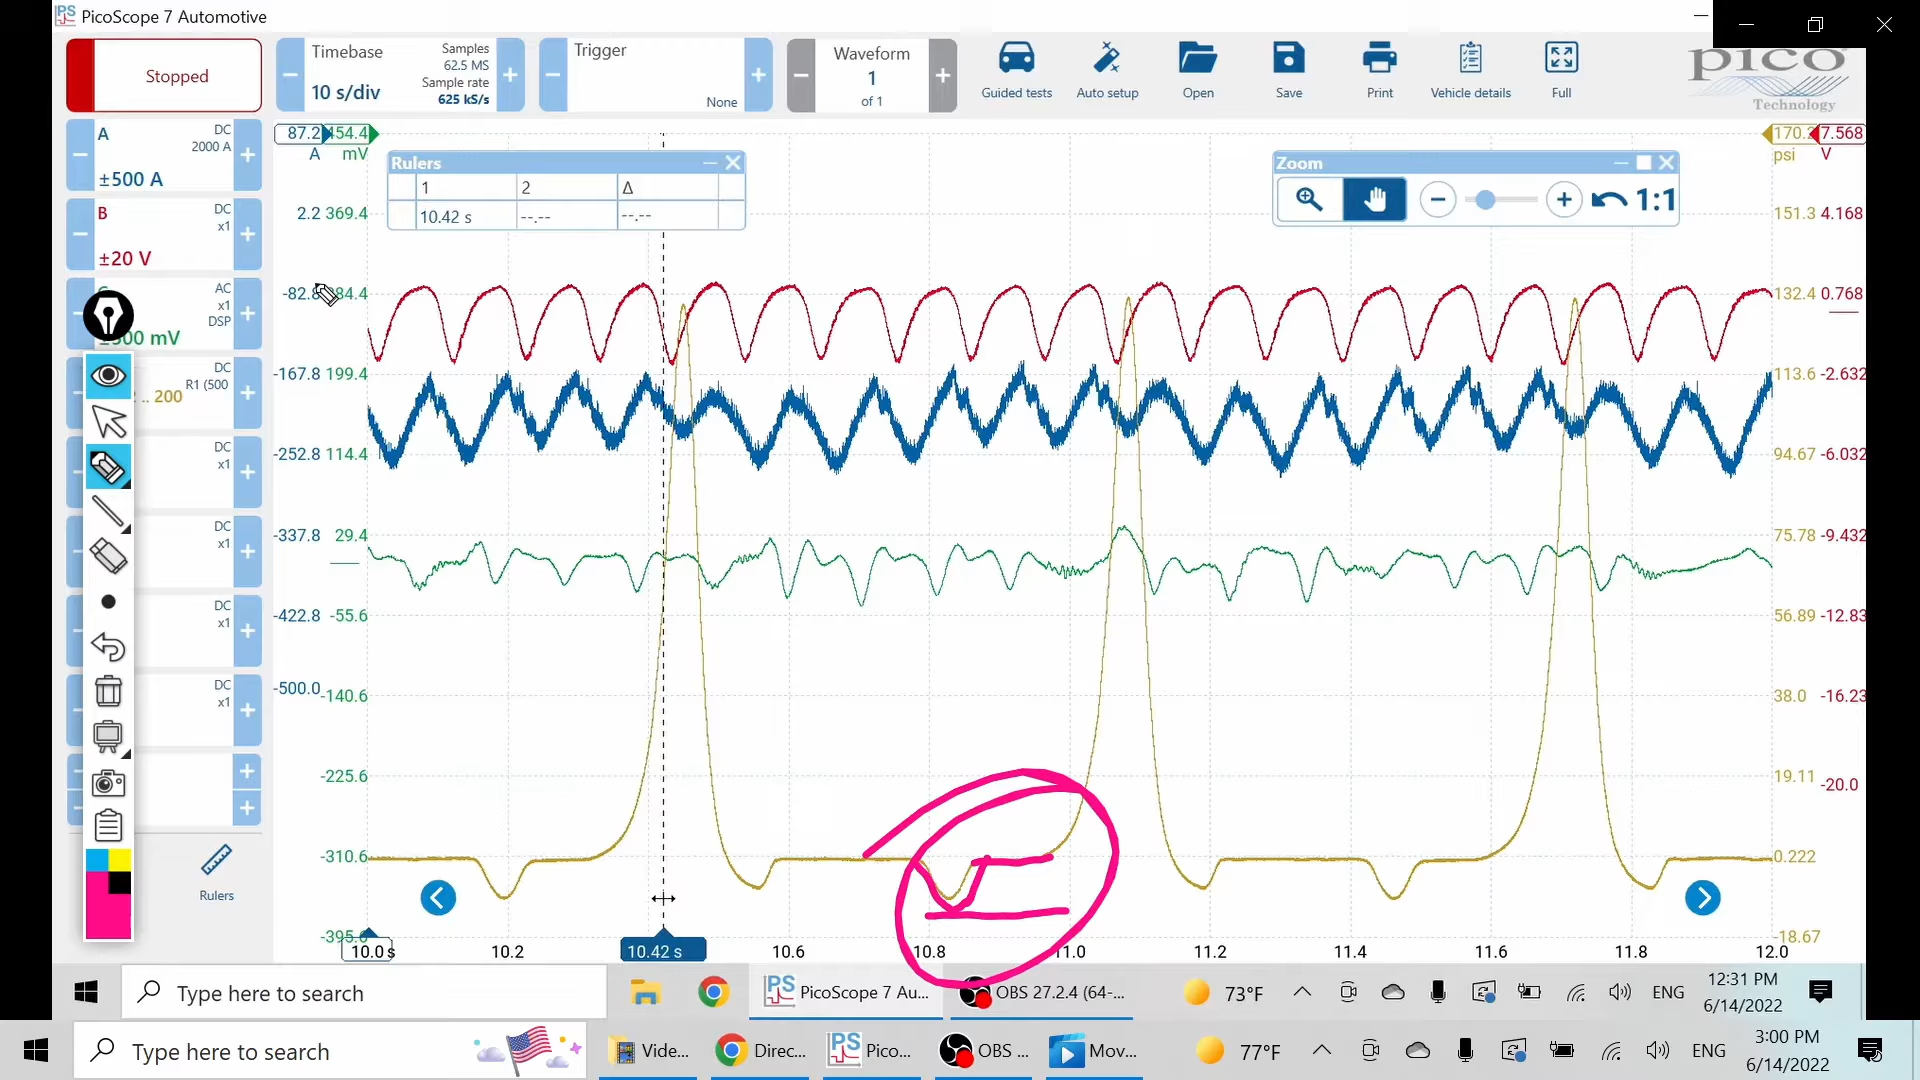 PS PicoScope 7 Automotive
Stopped
Timebase
10 s/div
Samples
62.5 MS
Sample rate
625 kS/s
Trigger
None
Waveform
1
of 1
Guided tests
Auto setup
Open
Save
Print
Vehicle details
Full
pico
Technology
A
DC
2000 A
±500 A
B
DC
x1
±20 V
AC
x1
DSP
00 mV
DC
R1 (500
.. 200
DC
x1
DC
x1
DC
x1
DC
x1
Rulers
87.2
A
2.2
-82.8
-167.8
-252.8
-337.8
-422.8
-500.0
454.4
mV
369.4
284.4
199.4
114.4
29.4
-55.6
-140.6
-225.6
-310.6
-395.6
Rulers
1 2 Δ
10.42 s --.-- --.--
Zoom
1:1
170.2
psi
151.3
132.4
113.6
94.67
75.78
56.89
38.0
19.11
0.222
-18.67
7.568
V
4.168
0.768
-2.632
-6.032
-9.432
-12.83
-16.23
-20.0
10.0 s 10.2 10.42 s 10.6 10.8 11.0 11.2 11.4 11.6 11.8 12.0
Type here to search
PS PicoScope 7 Au...
OBS 27.2.4 (64-...
73°F
ENG
12:31 PM
6/14/2022
Type here to search
Vide...
Direc...
PS Pico...
OBS ...
Mov...
77°F
ENG
3:00 PM
6/14/2022